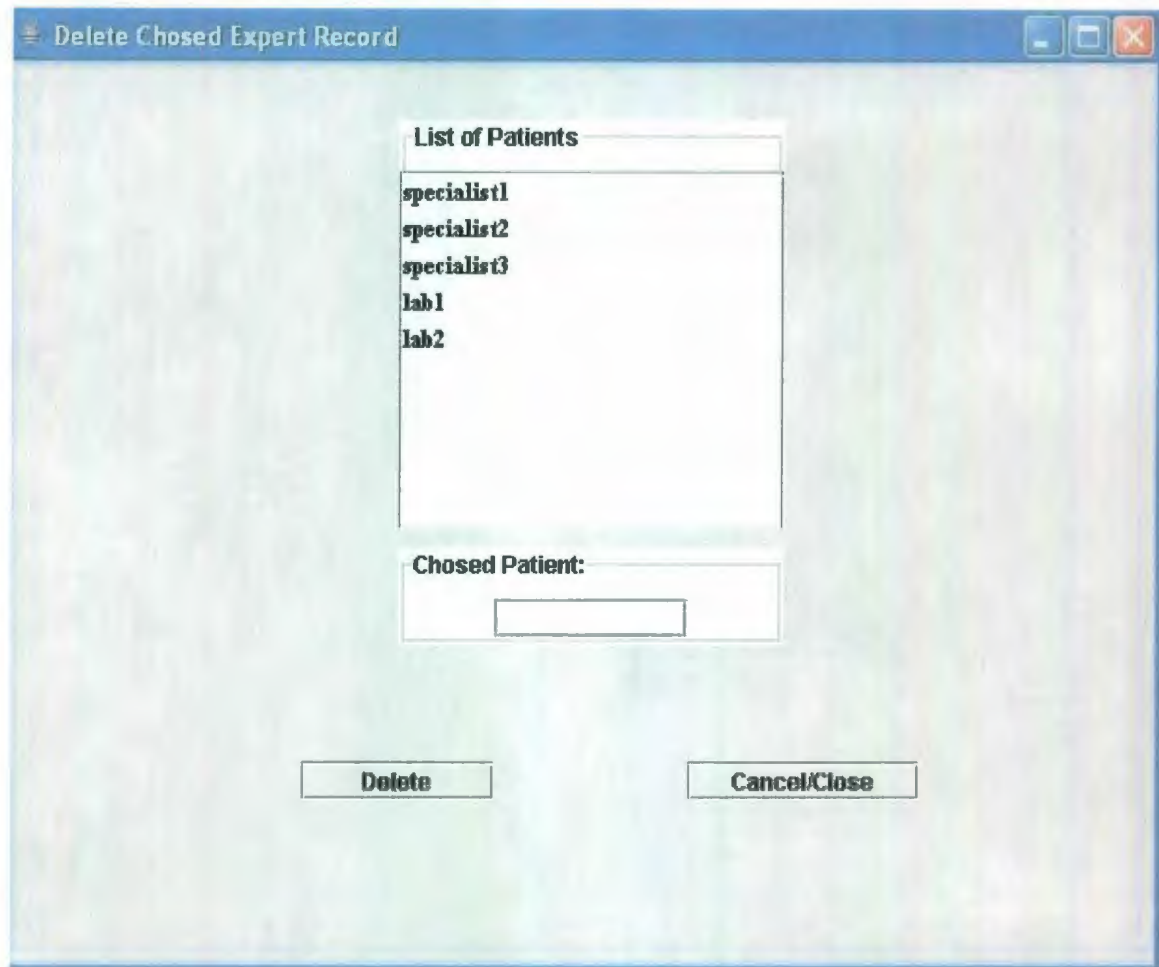 Delete Chosed Expert Record
List of Patients
specialist1
specialist2
specialist3
lab1
lab2
Chosed Patient:
Delete
Cancel/Close